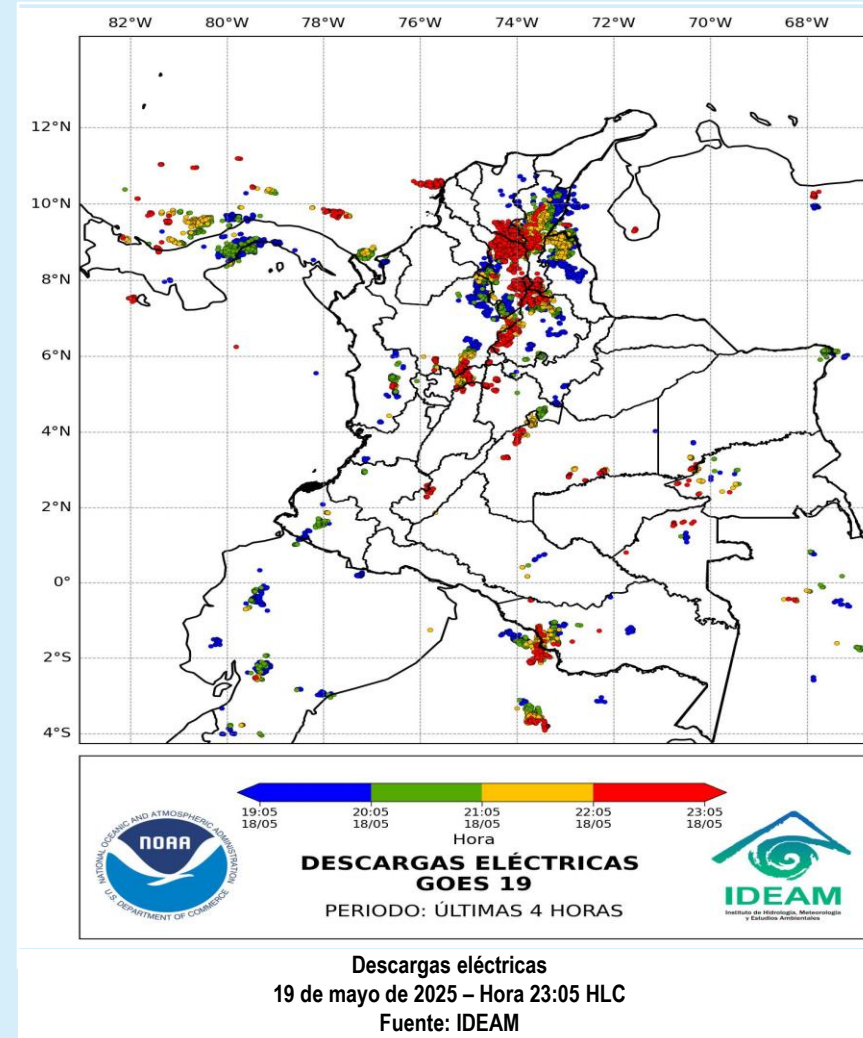 82°W 80°W 78°W 76°W 74°W 72°W 70°W 68°W
12°N
10°N
8°N
6°N
4°N
2°N
0°
2°S
4°S
19:05 20:05 21:05 22:05 23:05
18/05 18/05 18/05 18/05 18/05
Hora
DESCARGAS ELÉCTRICAS
GOES 19
PERIODO: ÚLTIMAS 4 HORAS
NATIONAL OCEANIC AND ATMOSPHERIC ADMINISTRATION
NOAA
U.S. DEPARTMENT OF COMMERCE
IDEAM
Instituto de Hidrología, Meteorología
y Estudios Ambientales
Descargas eléctricas
19 de mayo de 2025 – Hora 23:05 HLC
Fuente: IDEAM